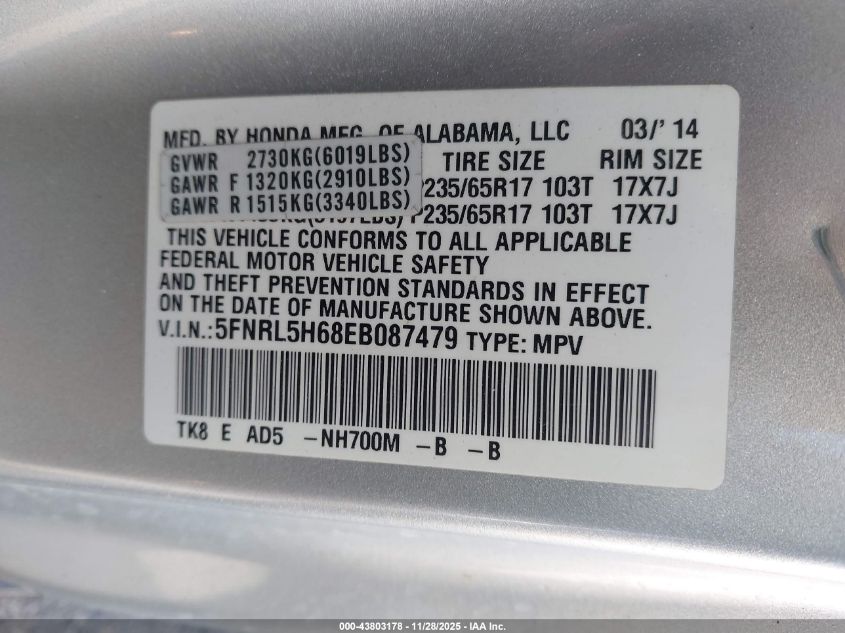 MFD. BY HONDA MFG. OF ALABAMA, LLC 03/' 14
GVWR 2730KG(6019LBS) TIRE SIZE RIM SIZE
GAWR F 1320KG(2910LBS) P235/65R17 103T 17X7J
GAWR R 1515KG(3340LBS) P235/65R17 103T 17X7J
THIS VEHICLE CONFORMS TO ALL APPLICABLE
FEDERAL MOTOR VEHICLE SAFETY
AND THEFT PREVENTION STANDARDS IN EFFECT
ON THE DATE OF MANUFACTURE SHOWN ABOVE.
V.I.N.:5FNRL5H68EB087479 TYPE: MPV
TK8 E AD5 -NH700M -B -B
000-43803178 - 11/28/2025 - IAA Inc.